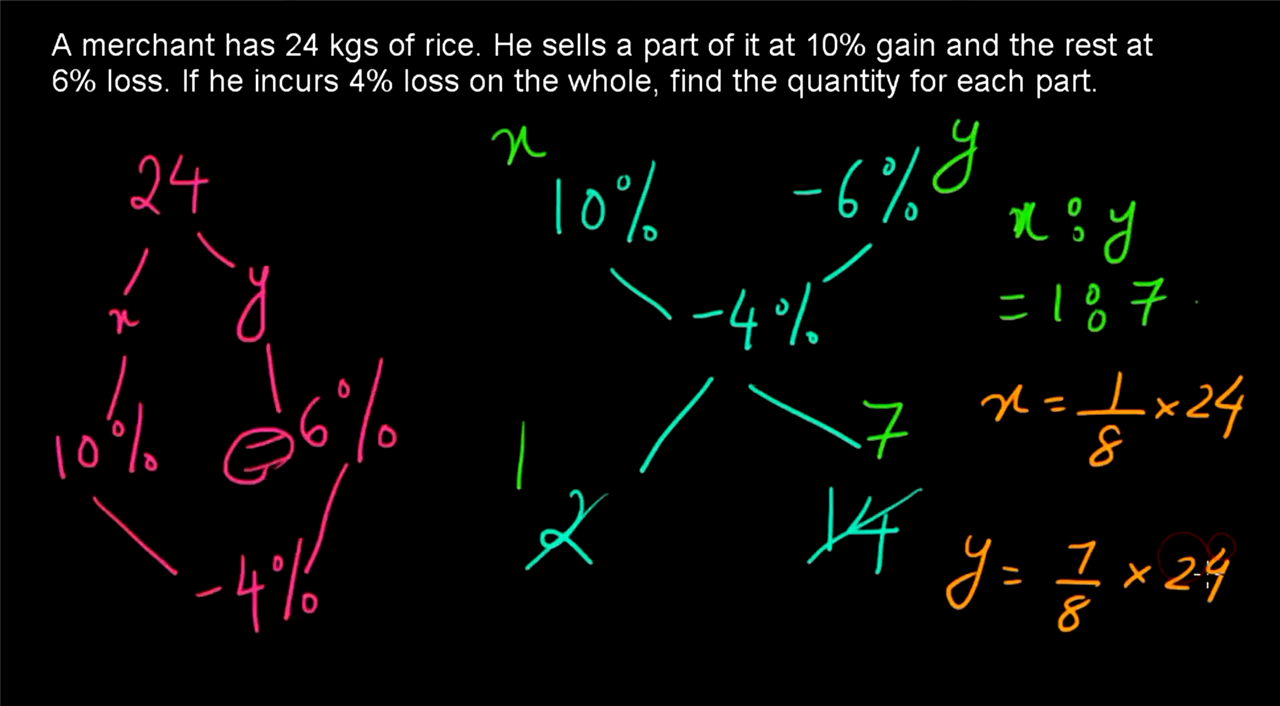 A merchant has 24 kgs of rice. He sells a part of it at 10% gain and the rest at
6% loss. If he incurs 4% loss on the whole, find the quantity for each part.
24
x y
10% -6%
-4%
x 10% -6% y
-4%
1 7
2 14
x : y
= 1 : 7
x = 1/8 × 24
y = 7/8 × 24